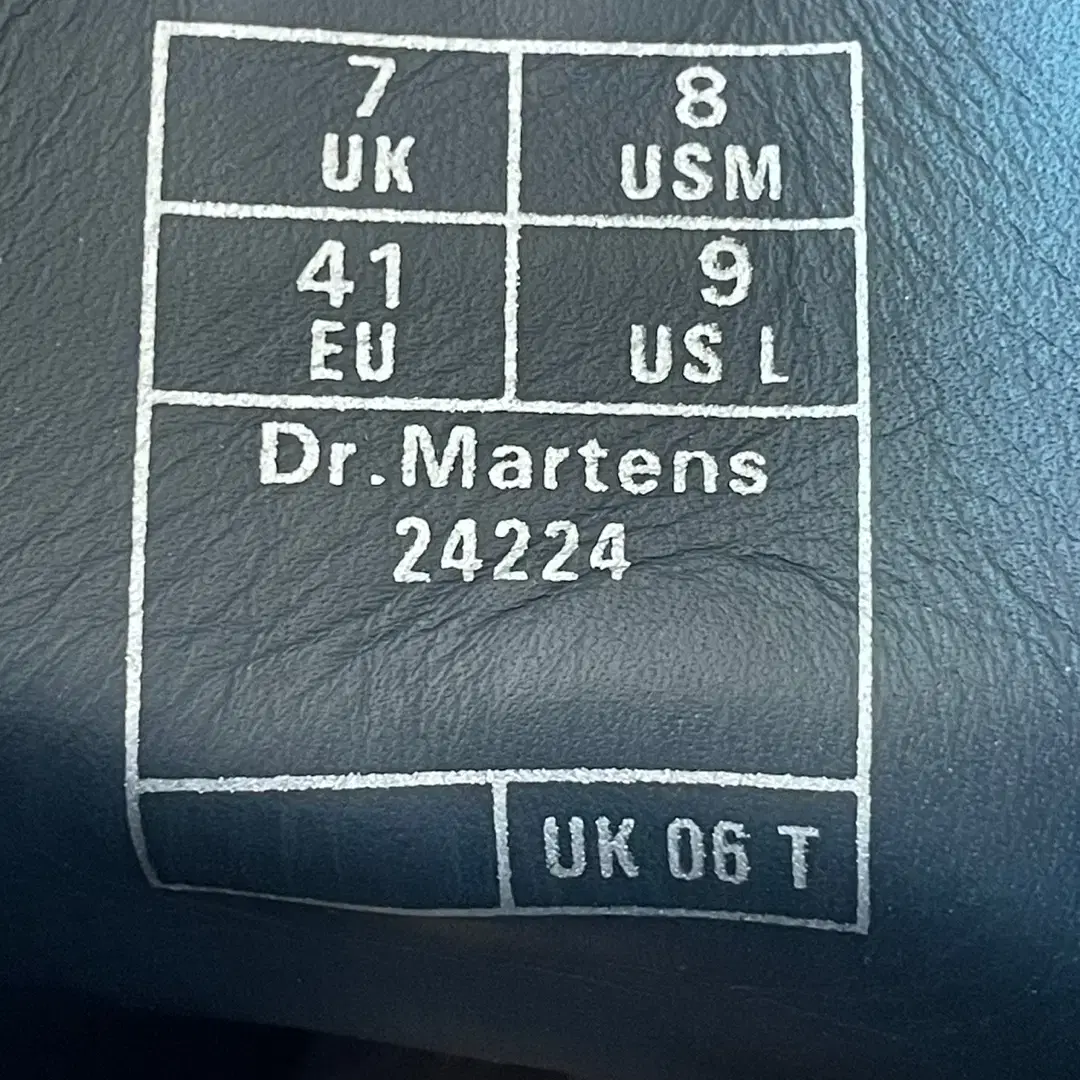 7
UK
8
USM
41
EU
9
US L
Dr.Martens
24224
UK 06 T